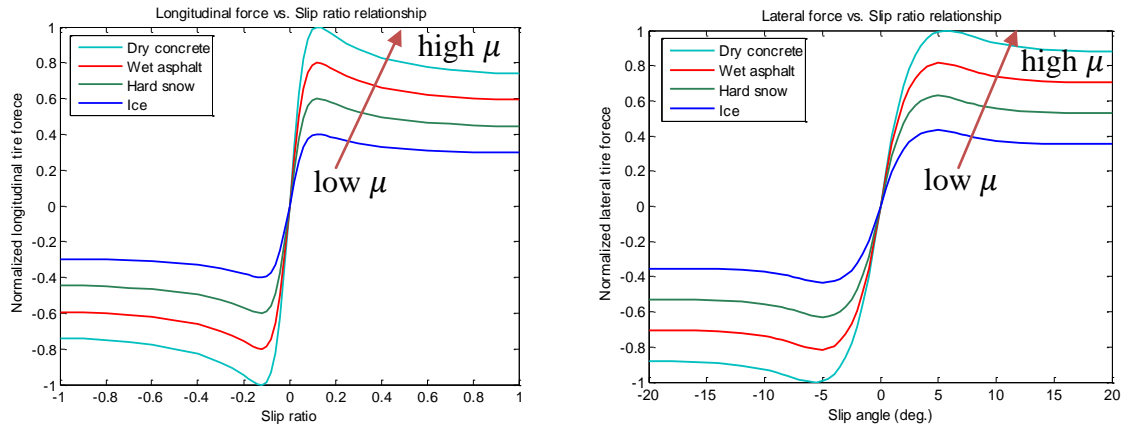 Longitudinal force vs. Slip ratio relationship
Normalized longitudinal tire force
1
0.8
0.6
0.4
0.2
0
-0.2
-0.4
-0.6
-0.8
-1
Dry concrete
Wet asphalt
Hard snow
Ice
high μ
low μ
-1 -0.8 -0.6 -0.4 -0.2 0 0.2 0.4 0.6 0.8 1
Slip ratio
Lateral force vs. Slip ratio relationship
Normalized lateral tire forece
1
0.8
0.6
0.4
0.2
0
-0.2
-0.4
-0.6
-0.8
-1
Dry concrete
Wet asphalt
Hard snow
Ice
high μ
low μ
-20 -15 -10 -5 0 5 10 15 20
Slip angle (deg.)